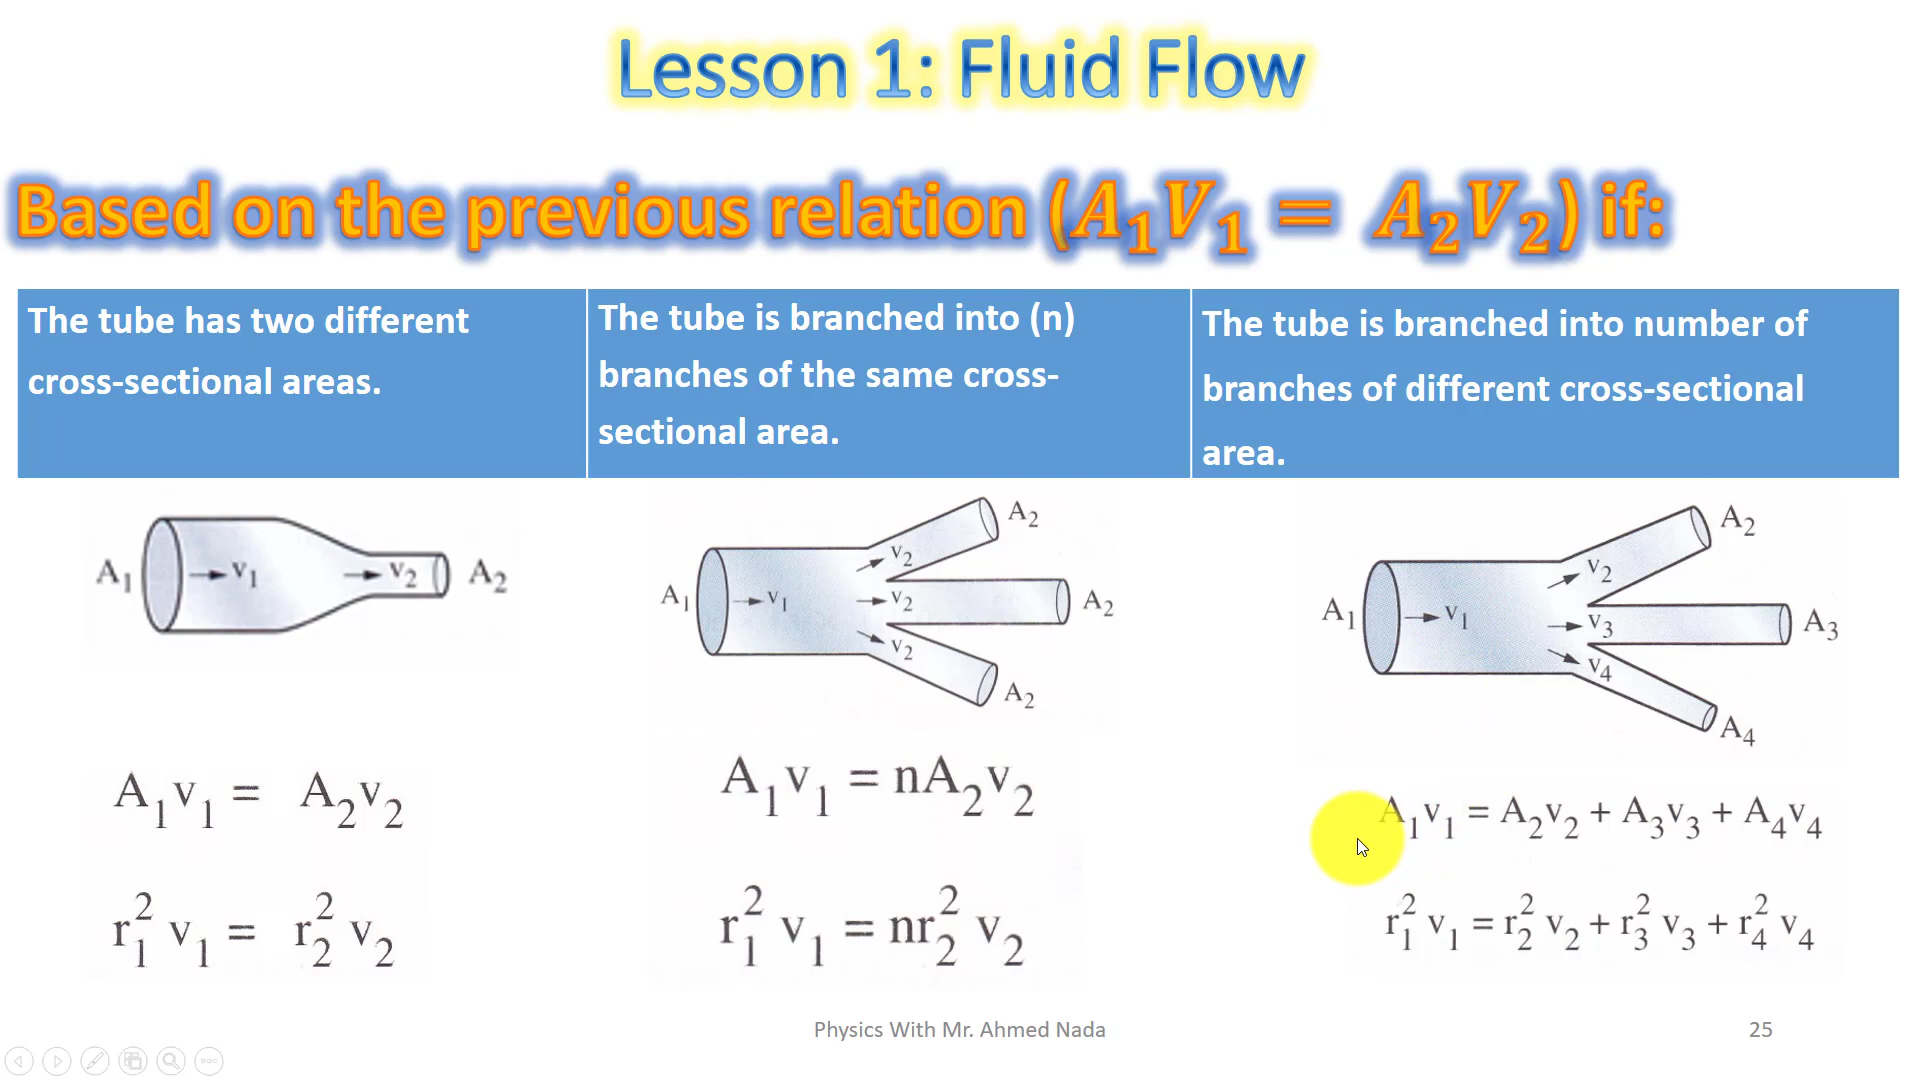 Lesson 1: Fluid Flow
Based on the previous relation (A₁V₁ = A₂V₂) if:
The tube has two different
cross-sectional areas.
The tube is branched into (n)
branches of the same cross-
sectional area.
The tube is branched into number of
branches of different cross-sectional
area.
A₁ v₁ v₂ A₂
A₂
v₂
A₁ v₁ v₂ A₂
v₂
A₂
A₂
v₂
A₁ v₁ v₃ A₃
v₄
A₄
A₁v₁ = A₂v₂
r₁² v₁ = r₂² v₂
A₁v₁ = nA₂v₂
r₁² v₁ = nr₂² v₂
A₁v₁ = A₂v₂ + A₃v₃ + A₄v₄
r₁² v₁ = r₂² v₂ + r₃² v₃ + r₄² v₄
Physics With Mr. Ahmed Nada
25